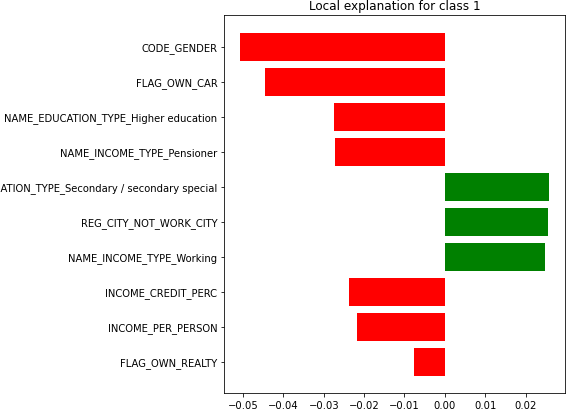 Local explanation for class 1
CODE_GENDER
FLAG_OWN_CAR
NAME_EDUCATION_TYPE_Higher education
NAME_INCOME_TYPE_Pensioner
ATION_TYPE_Secondary / secondary special
REG_CITY_NOT_WORK_CITY
NAME_INCOME_TYPE_Working
INCOME_CREDIT_PERC
INCOME_PER_PERSON
FLAG_OWN_REALTY
−0.05 −0.04 −0.03 −0.02 −0.01 0.00 0.01 0.02